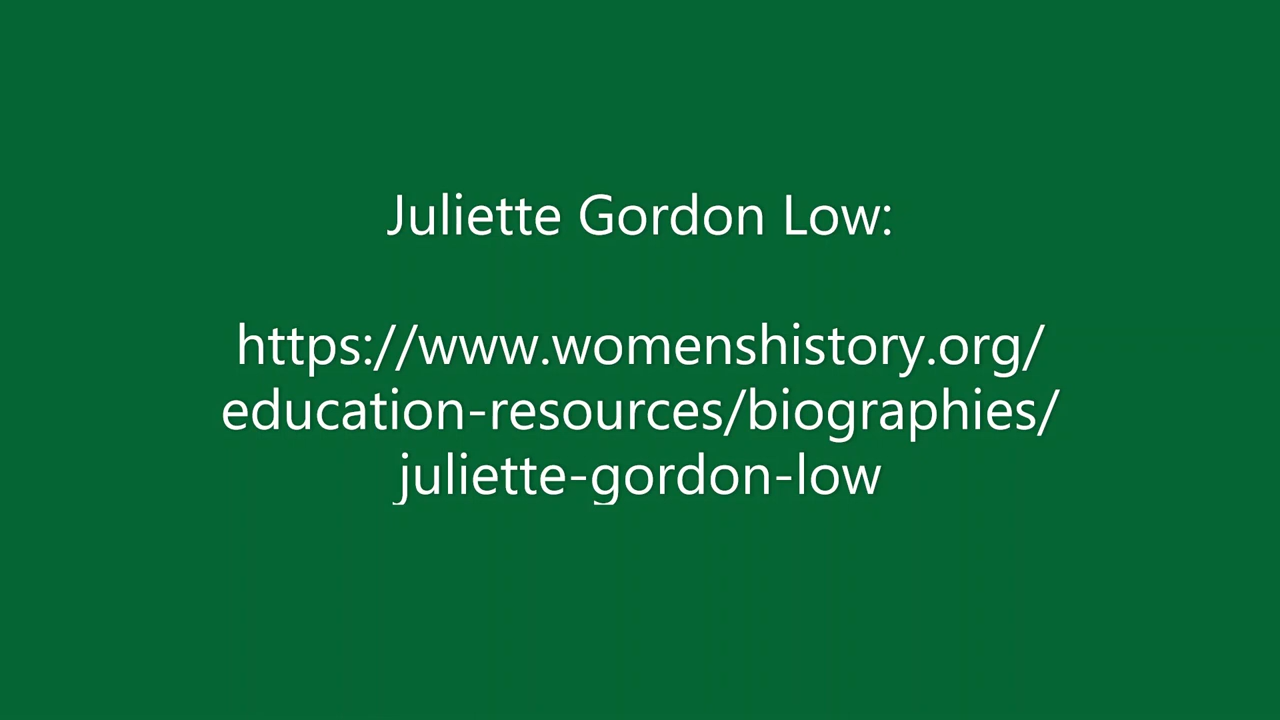 Juliette Gordon Low:
https://www.womenshistory.org/
education-resources/biographies/
juliette-gordon-low